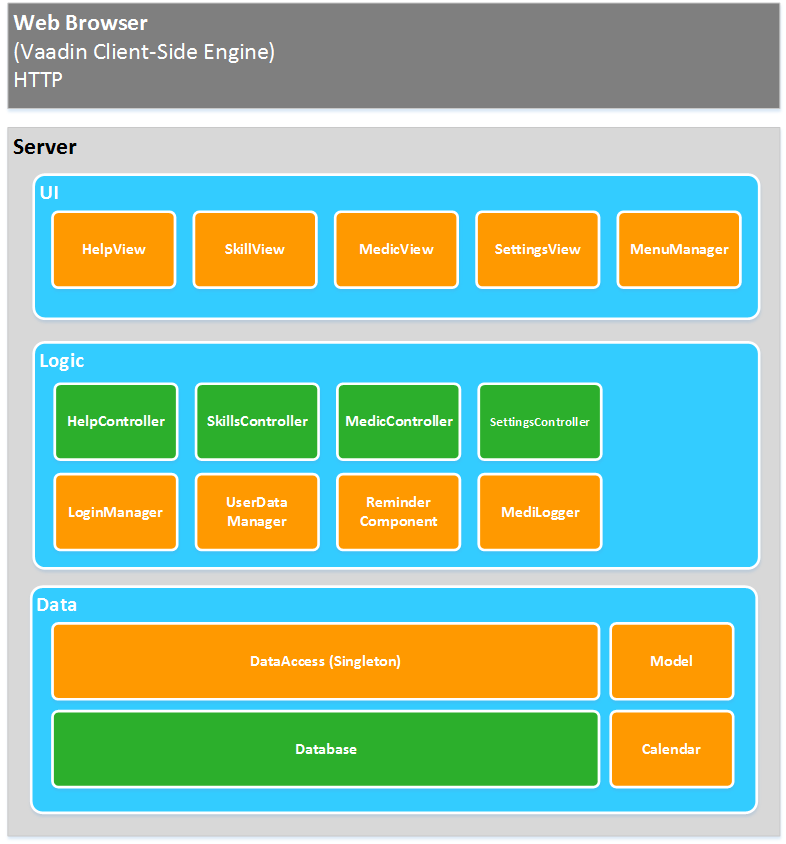 Web Browser
(Vaadin Client-Side Engine)
HTTP
Server
UI
HelpView
SkillView
MedicView
SettingsView
MenuManager
Logic
HelpController
SkillsController
MedicController
SettingsController
LoginManager
UserData
Manager
Reminder
Component
MediLogger
Data
DataAccess (Singleton)
Model
Database
Calendar